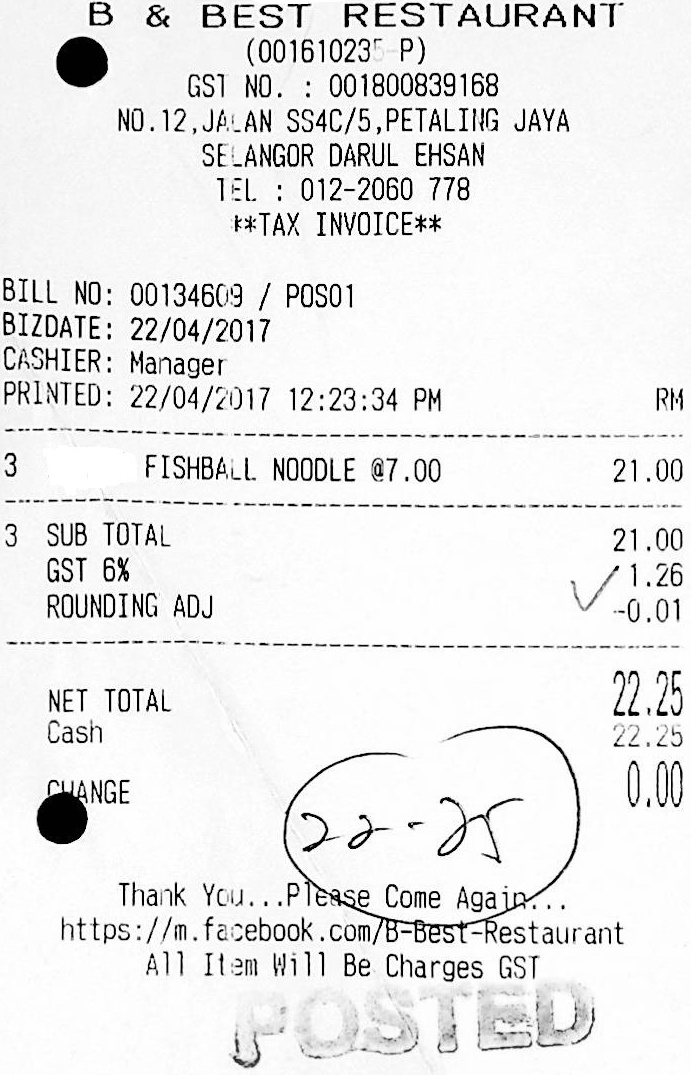 B & BEST RESTAURANT
(001610235-P)
GST NO. : 001800839168
NO.12,JALAN SS4C/5,PETALING JAYA
SELANGOR DARUL EHSAN
TEL : 012-2060 778
**TAX INVOICE**
BILL NO: 00134609 / POS01
BIZDATE: 22/04/2017
CASHIER: Manager
PRINTED: 22/04/2017 12:23:34 PM RM
3 FISHBALL NOODLE @7.00 21.00
3 SUB TOTAL 21.00
GST 6% 1.26
ROUNDING ADJ -0.01
NET TOTAL 22.25
Cash 22.25
CHANGE 0.00
22-25
Thank You...Please Come Again...
https://m.facebook.com/B-Best-Restaurant
All Item Will Be Charges GST
POSTED